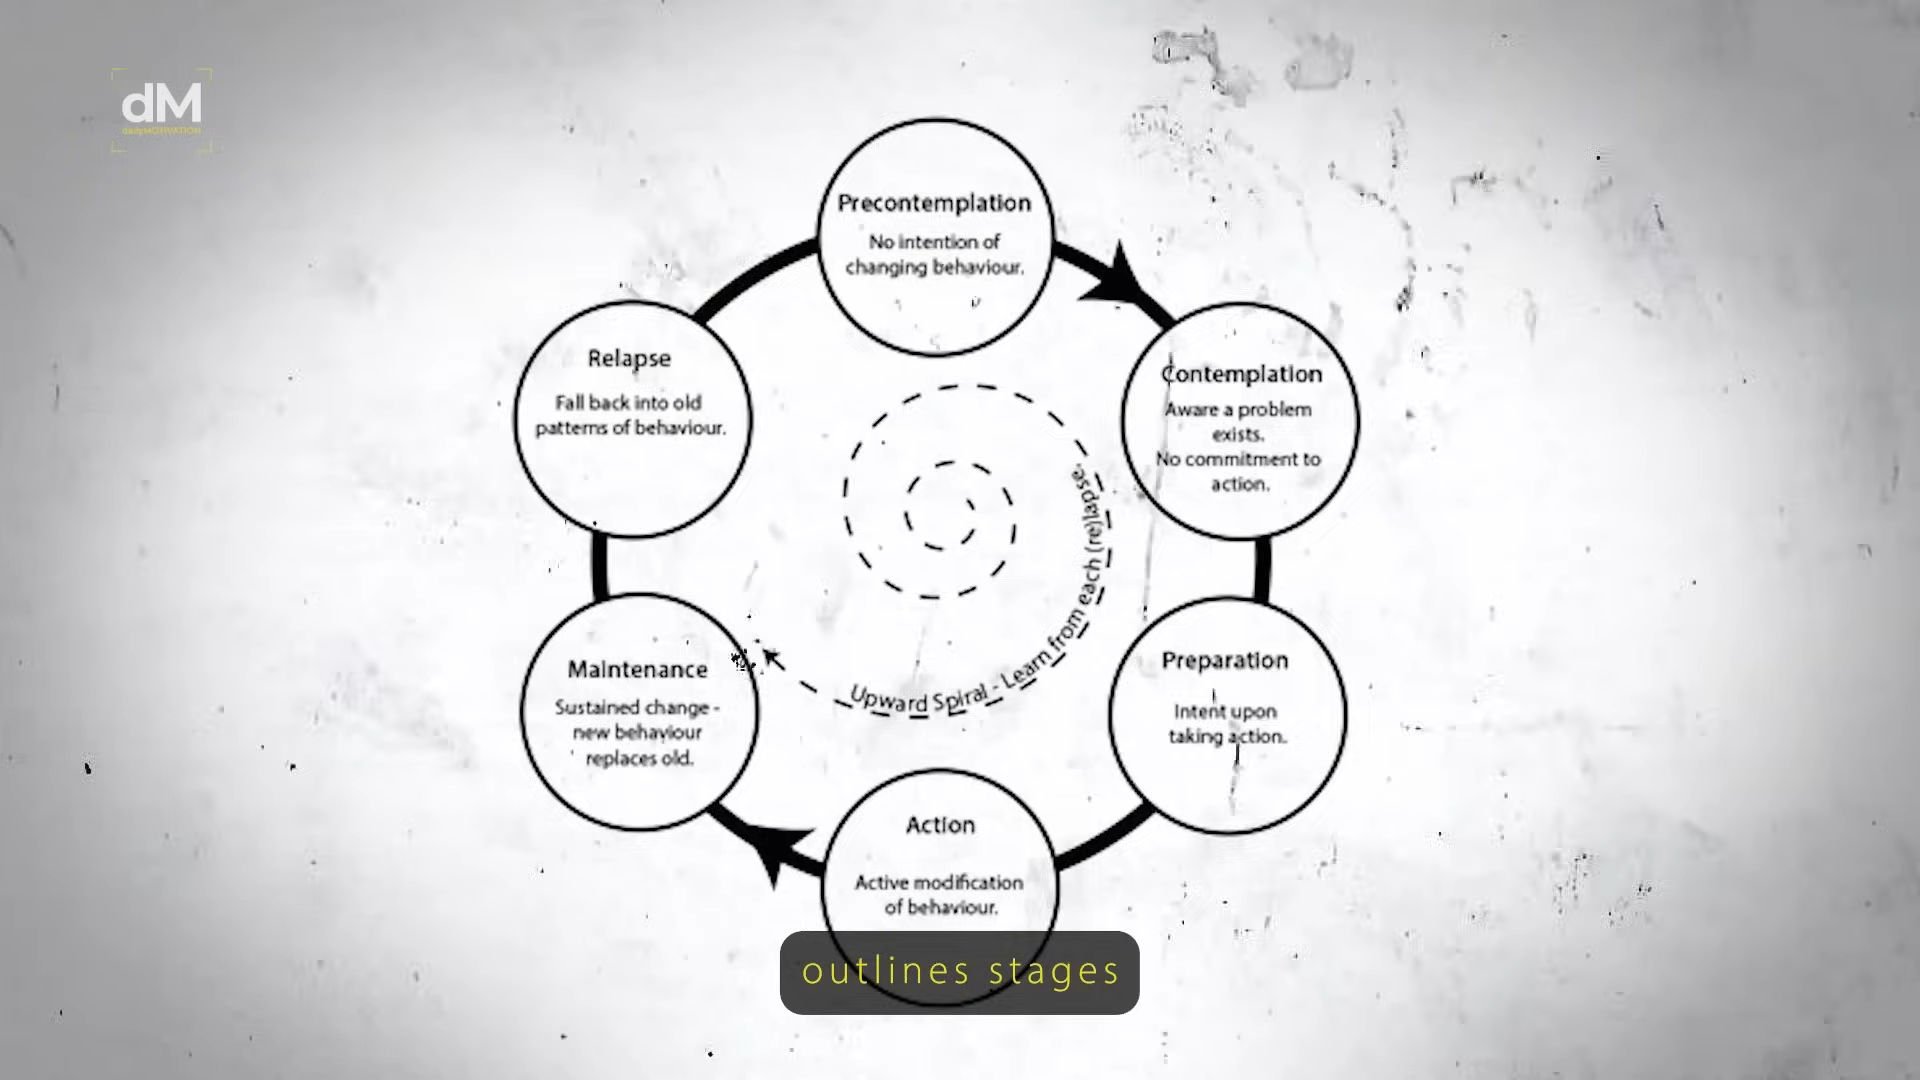 dM
dailyMOTIVATION
Precontemplation
No intention of
changing behaviour.
Contemplation
Aware a problem
exists.
No commitment to
action.
Preparation
Intent upon
taking action.
Action
Active modification
of behaviour.
Maintenance
Sustained change -
new behaviour
replaces old.
Relapse
Fall back into old
patterns of behaviour.
Upward Spiral - Learn from each (re)lapse.
outlines stages